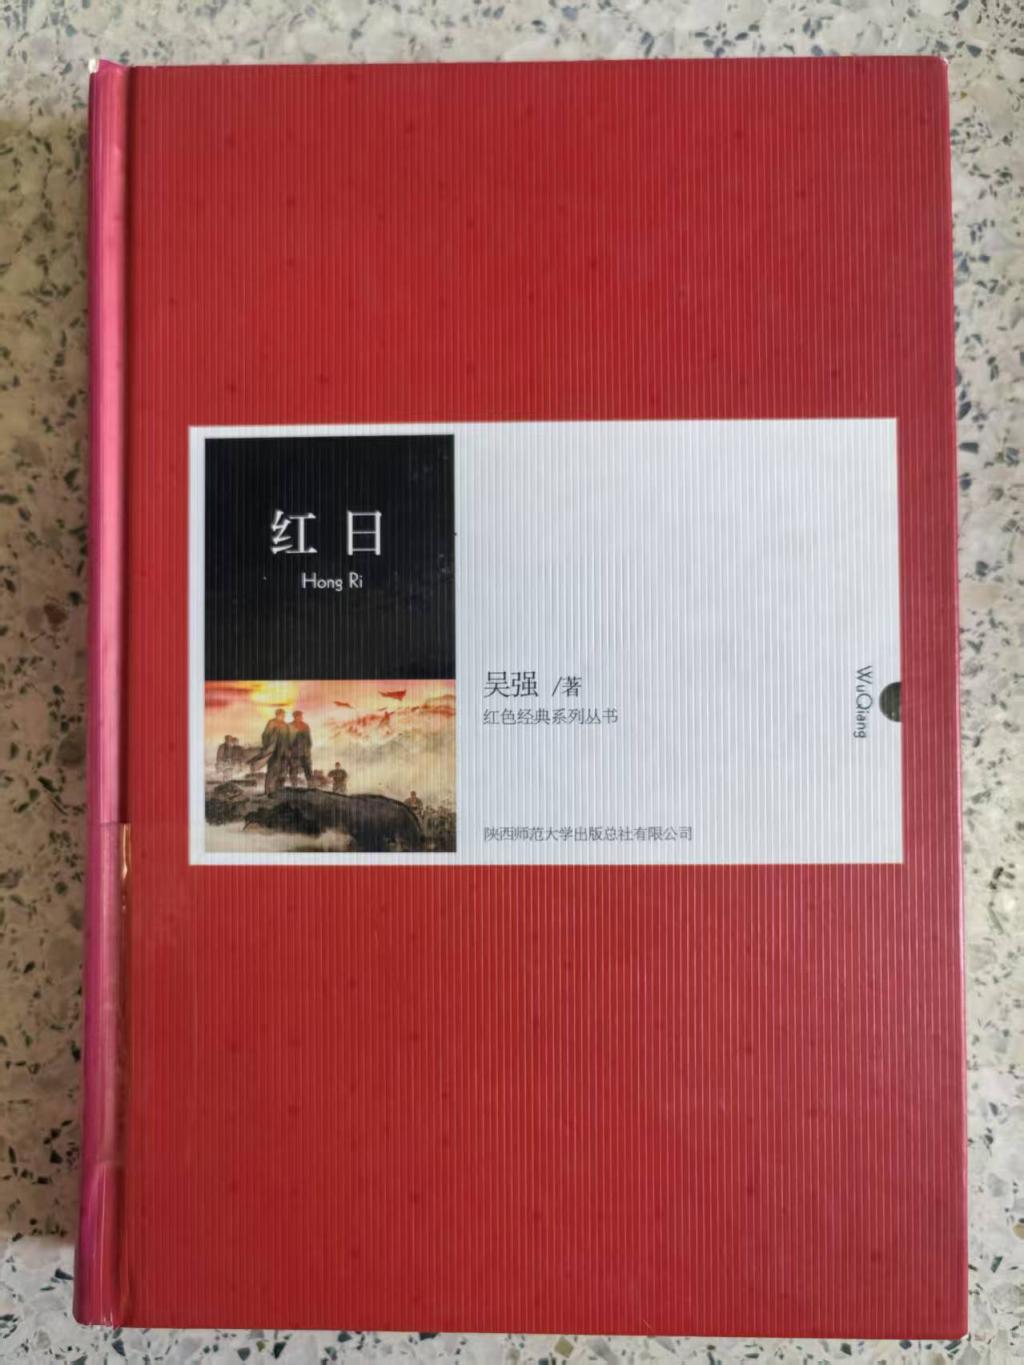 红日
Hong Ri
吴强 /著
红色经典系列丛书
WuQiang
陕西师范大学出版总社有限公司